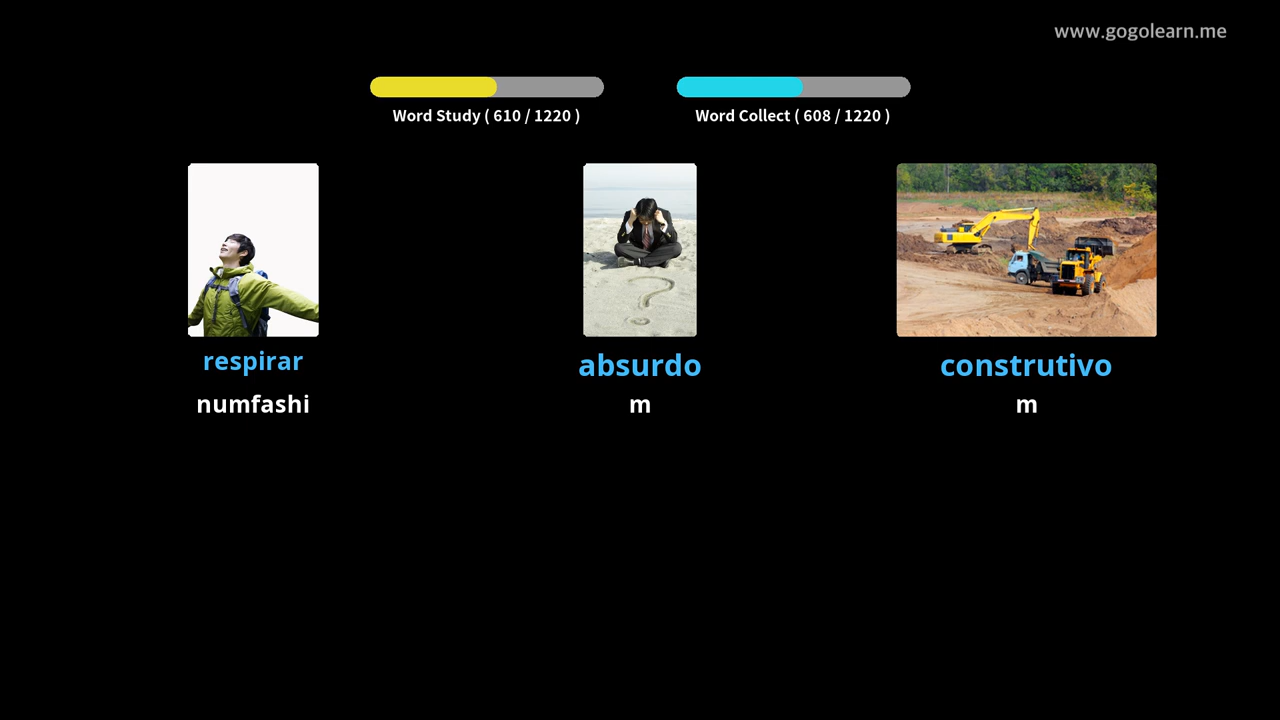 www.gogolearn.me
Word Study ( 610 / 1220 )
Word Collect ( 608 / 1220 )
respirar
absurdo
construtivo
numfashi
m
m